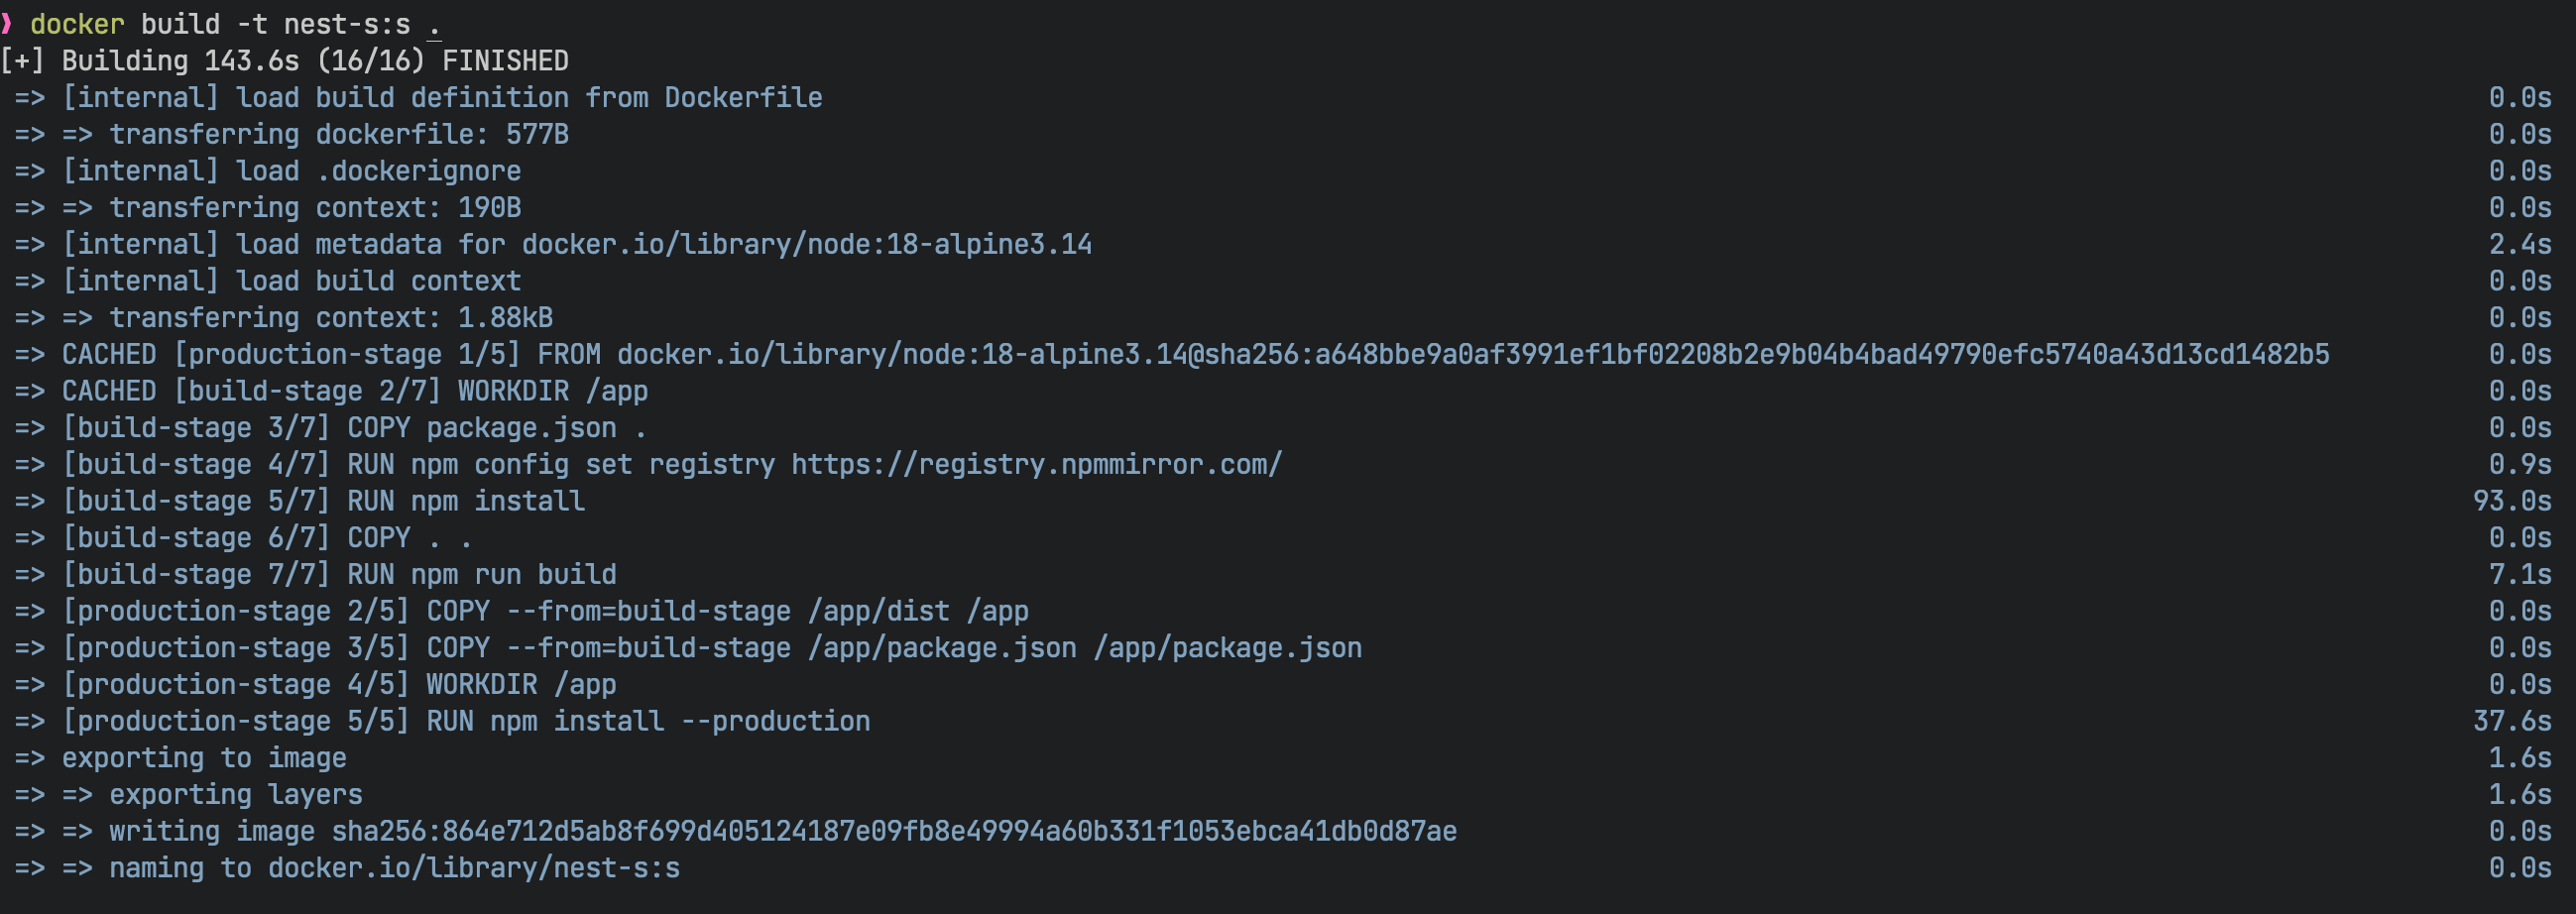 ❱ docker build -t nest-s:s .
[+] Building 143.6s (16/16) FINISHED
=> [internal] load build definition from Dockerfile 0.0s
=> => transferring dockerfile: 577B 0.0s
=> [internal] load .dockerignore 0.0s
=> => transferring context: 190B 0.0s
=> [internal] load metadata for docker.io/library/node:18-alpine3.14 2.4s
=> [internal] load build context 0.0s
=> => transferring context: 1.88kB 0.0s
=> CACHED [production-stage 1/5] FROM docker.io/library/node:18-alpine3.14@sha256:a648bbe9a0af3991ef1bf02208b2e9b04b4bad49790efc5740a43d13cd1482b5 0.0s
=> CACHED [build-stage 2/7] WORKDIR /app 0.0s
=> [build-stage 3/7] COPY package.json . 0.0s
=> [build-stage 4/7] RUN npm config set registry https://registry.npmmirror.com/ 0.9s
=> [build-stage 5/7] RUN npm install 93.0s
=> [build-stage 6/7] COPY . . 0.0s
=> [build-stage 7/7] RUN npm run build 7.1s
=> [production-stage 2/5] COPY --from=build-stage /app/dist /app 0.0s
=> [production-stage 3/5] COPY --from=build-stage /app/package.json /app/package.json 0.0s
=> [production-stage 4/5] WORKDIR /app 0.0s
=> [production-stage 5/5] RUN npm install --production 37.6s
=> exporting to image 1.6s
=> => exporting layers 1.6s
=> => writing image sha256:864e712d5ab8f699d405124187e09fb8e49994a60b331f1053ebca41db0d87ae 0.0s
=> => naming to docker.io/library/nest-s:s 0.0s